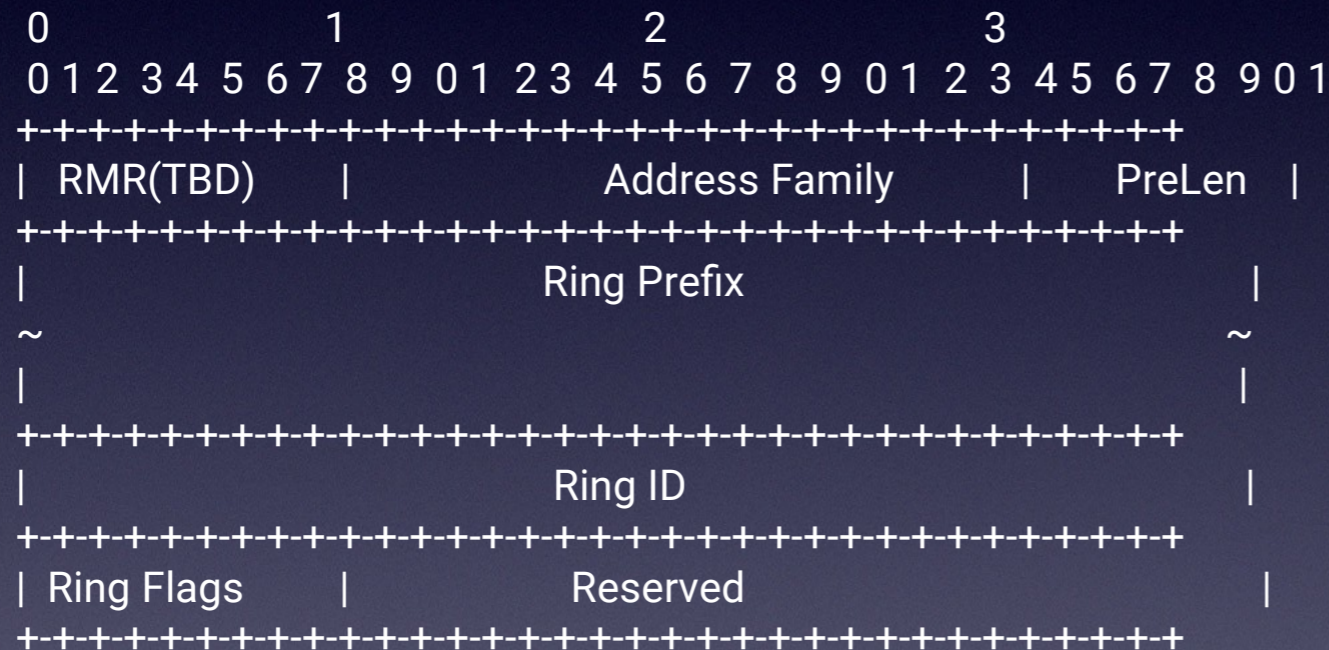 0 1 2 3
0 1 2 3 4 5 6 7 8 9 0 1 2 3 4 5 6 7 8 9 0 1 2 3 4 5 6 7 8 9 0 1
+-+-+-+-+-+-+-+-+-+-+-+-+-+-+-+-+-+-+-+-+-+-+-+-+-+-+-+-+-+-+-+-+
| RMR(TBD) | Address Family | PreLen |
+-+-+-+-+-+-+-+-+-+-+-+-+-+-+-+-+-+-+-+-+-+-+-+-+-+-+-+-+-+-+-+-+
| Ring Prefix |
~ ~
| |
+-+-+-+-+-+-+-+-+-+-+-+-+-+-+-+-+-+-+-+-+-+-+-+-+-+-+-+-+-+-+-+-+
| Ring ID |
+-+-+-+-+-+-+-+-+-+-+-+-+-+-+-+-+-+-+-+-+-+-+-+-+-+-+-+-+-+-+-+-+
| Ring Flags | Reserved |
+-+-+-+-+-+-+-+-+-+-+-+-+-+-+-+-+-+-+-+-+-+-+-+-+-+-+-+-+-+-+-+-+